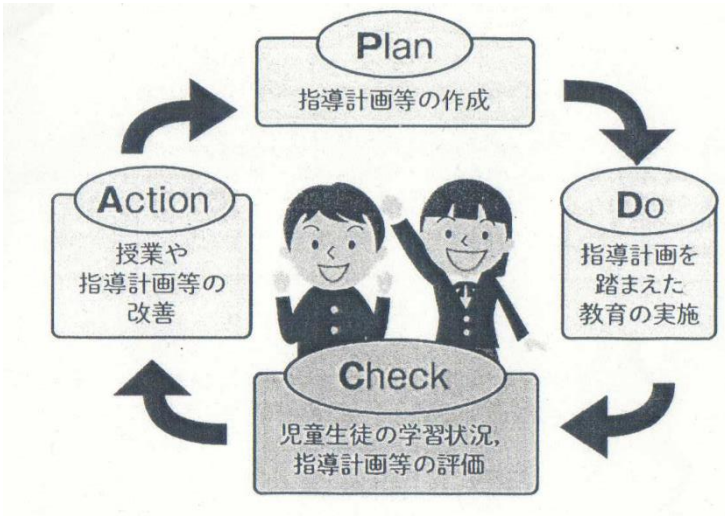 Plan
指導計画等の作成
Do
指導計画を
踏まえた
教育の実施
Check
児童生徒の学習状況,
指導計画等の評価
Action
授業や
指導計画等の
改善